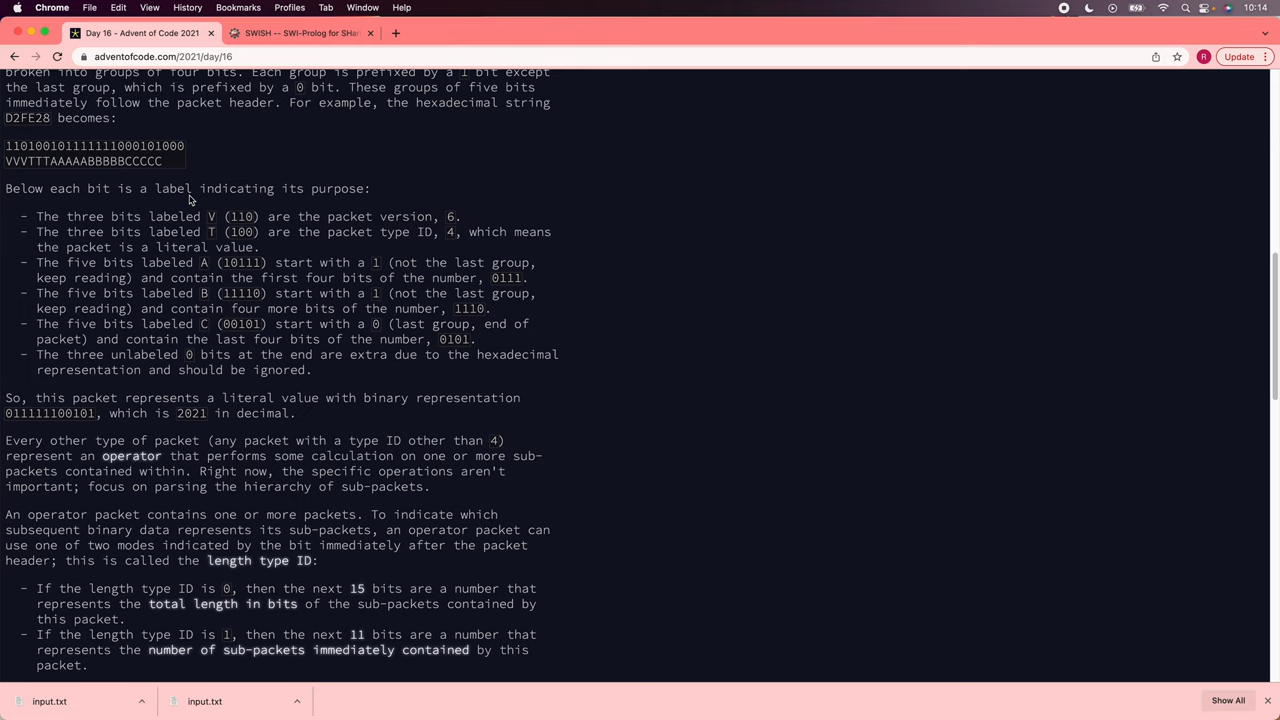 Chrome File Edit View History Bookmarks Profiles Tab Window Help 10:14
Day 16 - Advent of Code 2021 SWISH -- SWI-Prolog for SHar
adventofcode.com/2021/day/16 R Update
broken into groups of four bits. Each group is prefixed by a 1 bit except
the last group, which is prefixed by a 0 bit. These groups of five bits
immediately follow the packet header. For example, the hexadecimal string
D2FE28 becomes:
110100101111111000101000
VVVTTTAAAAABBBBBCCCCC
Below each bit is a label indicating its purpose:
- The three bits labeled V (110) are the packet version, 6.
- The three bits labeled T (100) are the packet type ID, 4, which means
the packet is a literal value.
- The five bits labeled A (10111) start with a 1 (not the last group,
keep reading) and contain the first four bits of the number, 0111.
- The five bits labeled B (11110) start with a 1 (not the last group,
keep reading) and contain four more bits of the number, 1110.
- The five bits labeled C (00101) start with a 0 (last group, end of
packet) and contain the last four bits of the number, 0101.
- The three unlabeled 0 bits at the end are extra due to the hexadecimal
representation and should be ignored.
So, this packet represents a literal value with binary representation
011111100101, which is 2021 in decimal.
Every other type of packet (any packet with a type ID other than 4)
represent an operator that performs some calculation on one or more sub-
packets contained within. Right now, the specific operations aren't
important; focus on parsing the hierarchy of sub-packets.
An operator packet contains one or more packets. To indicate which
subsequent binary data represents its sub-packets, an operator packet can
use one of two modes indicated by the bit immediately after the packet
header; this is called the length type ID:
- If the length type ID is 0, then the next 15 bits are a number that
represents the total length in bits of the sub-packets contained by
this packet.
- If the length type ID is 1, then the next 11 bits are a number that
represents the number of sub-packets immediately contained by this
packet.
input.txt input.txt Show All